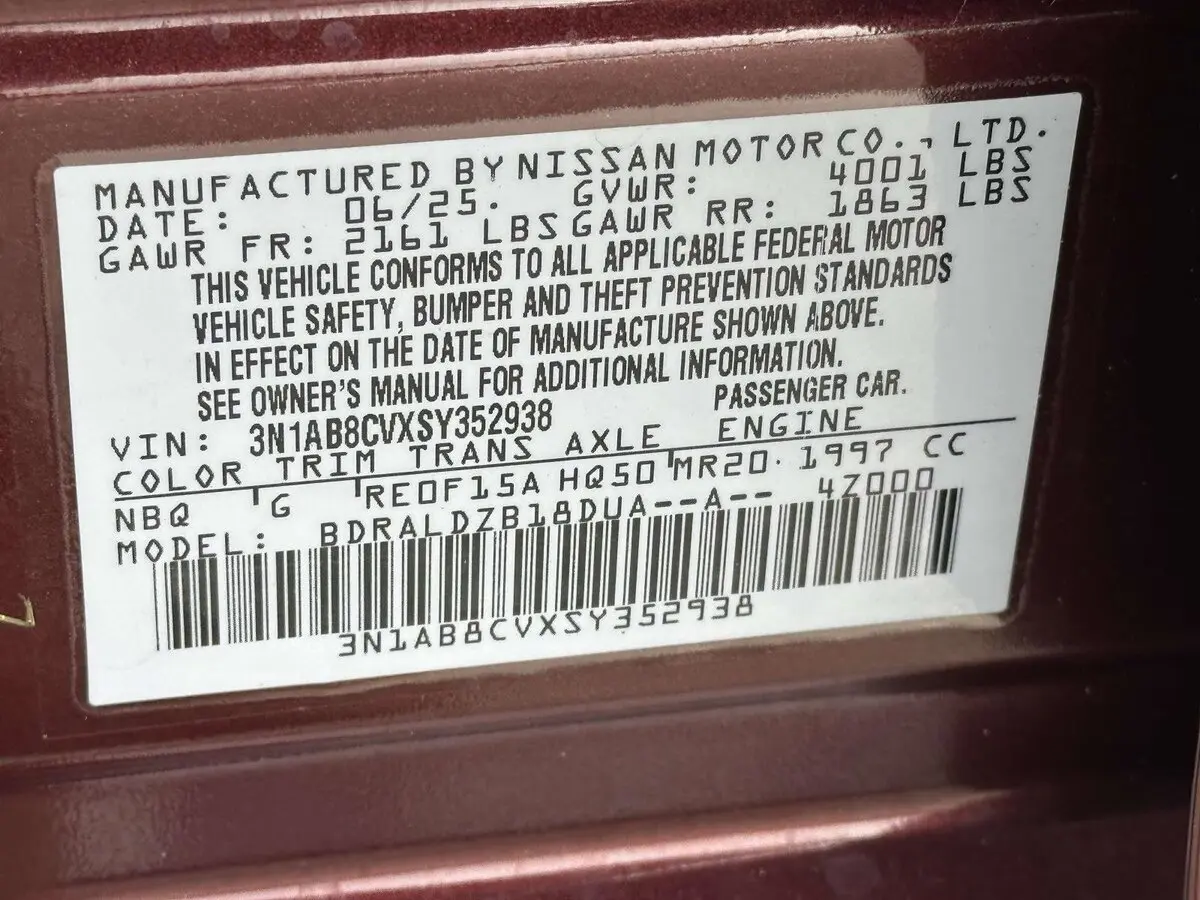 MANUFACTURED BY NISSAN MOTOR CO., LTD.
DATE: 06/25. GVWR: 4001 LBS
GAWR FR: 2161 LBS GAWR RR: 1863 LBS
THIS VEHICLE CONFORMS TO ALL APPLICABLE FEDERAL MOTOR
VEHICLE SAFETY, BUMPER AND THEFT PREVENTION STANDARDS
IN EFFECT ON THE DATE OF MANUFACTURE SHOWN ABOVE.
SEE OWNER'S MANUAL FOR ADDITIONAL INFORMATION.
VIN: 3N1AB8CVXSY352938 PASSENGER CAR.
COLOR TRIM TRANS AXLE ENGINE
NBQ G RE0F15A HQ50 MR20. 1997 CC
MODEL: BDRALDZB18DUA--A-- 4Z000
3N1AB8CVXSY352938